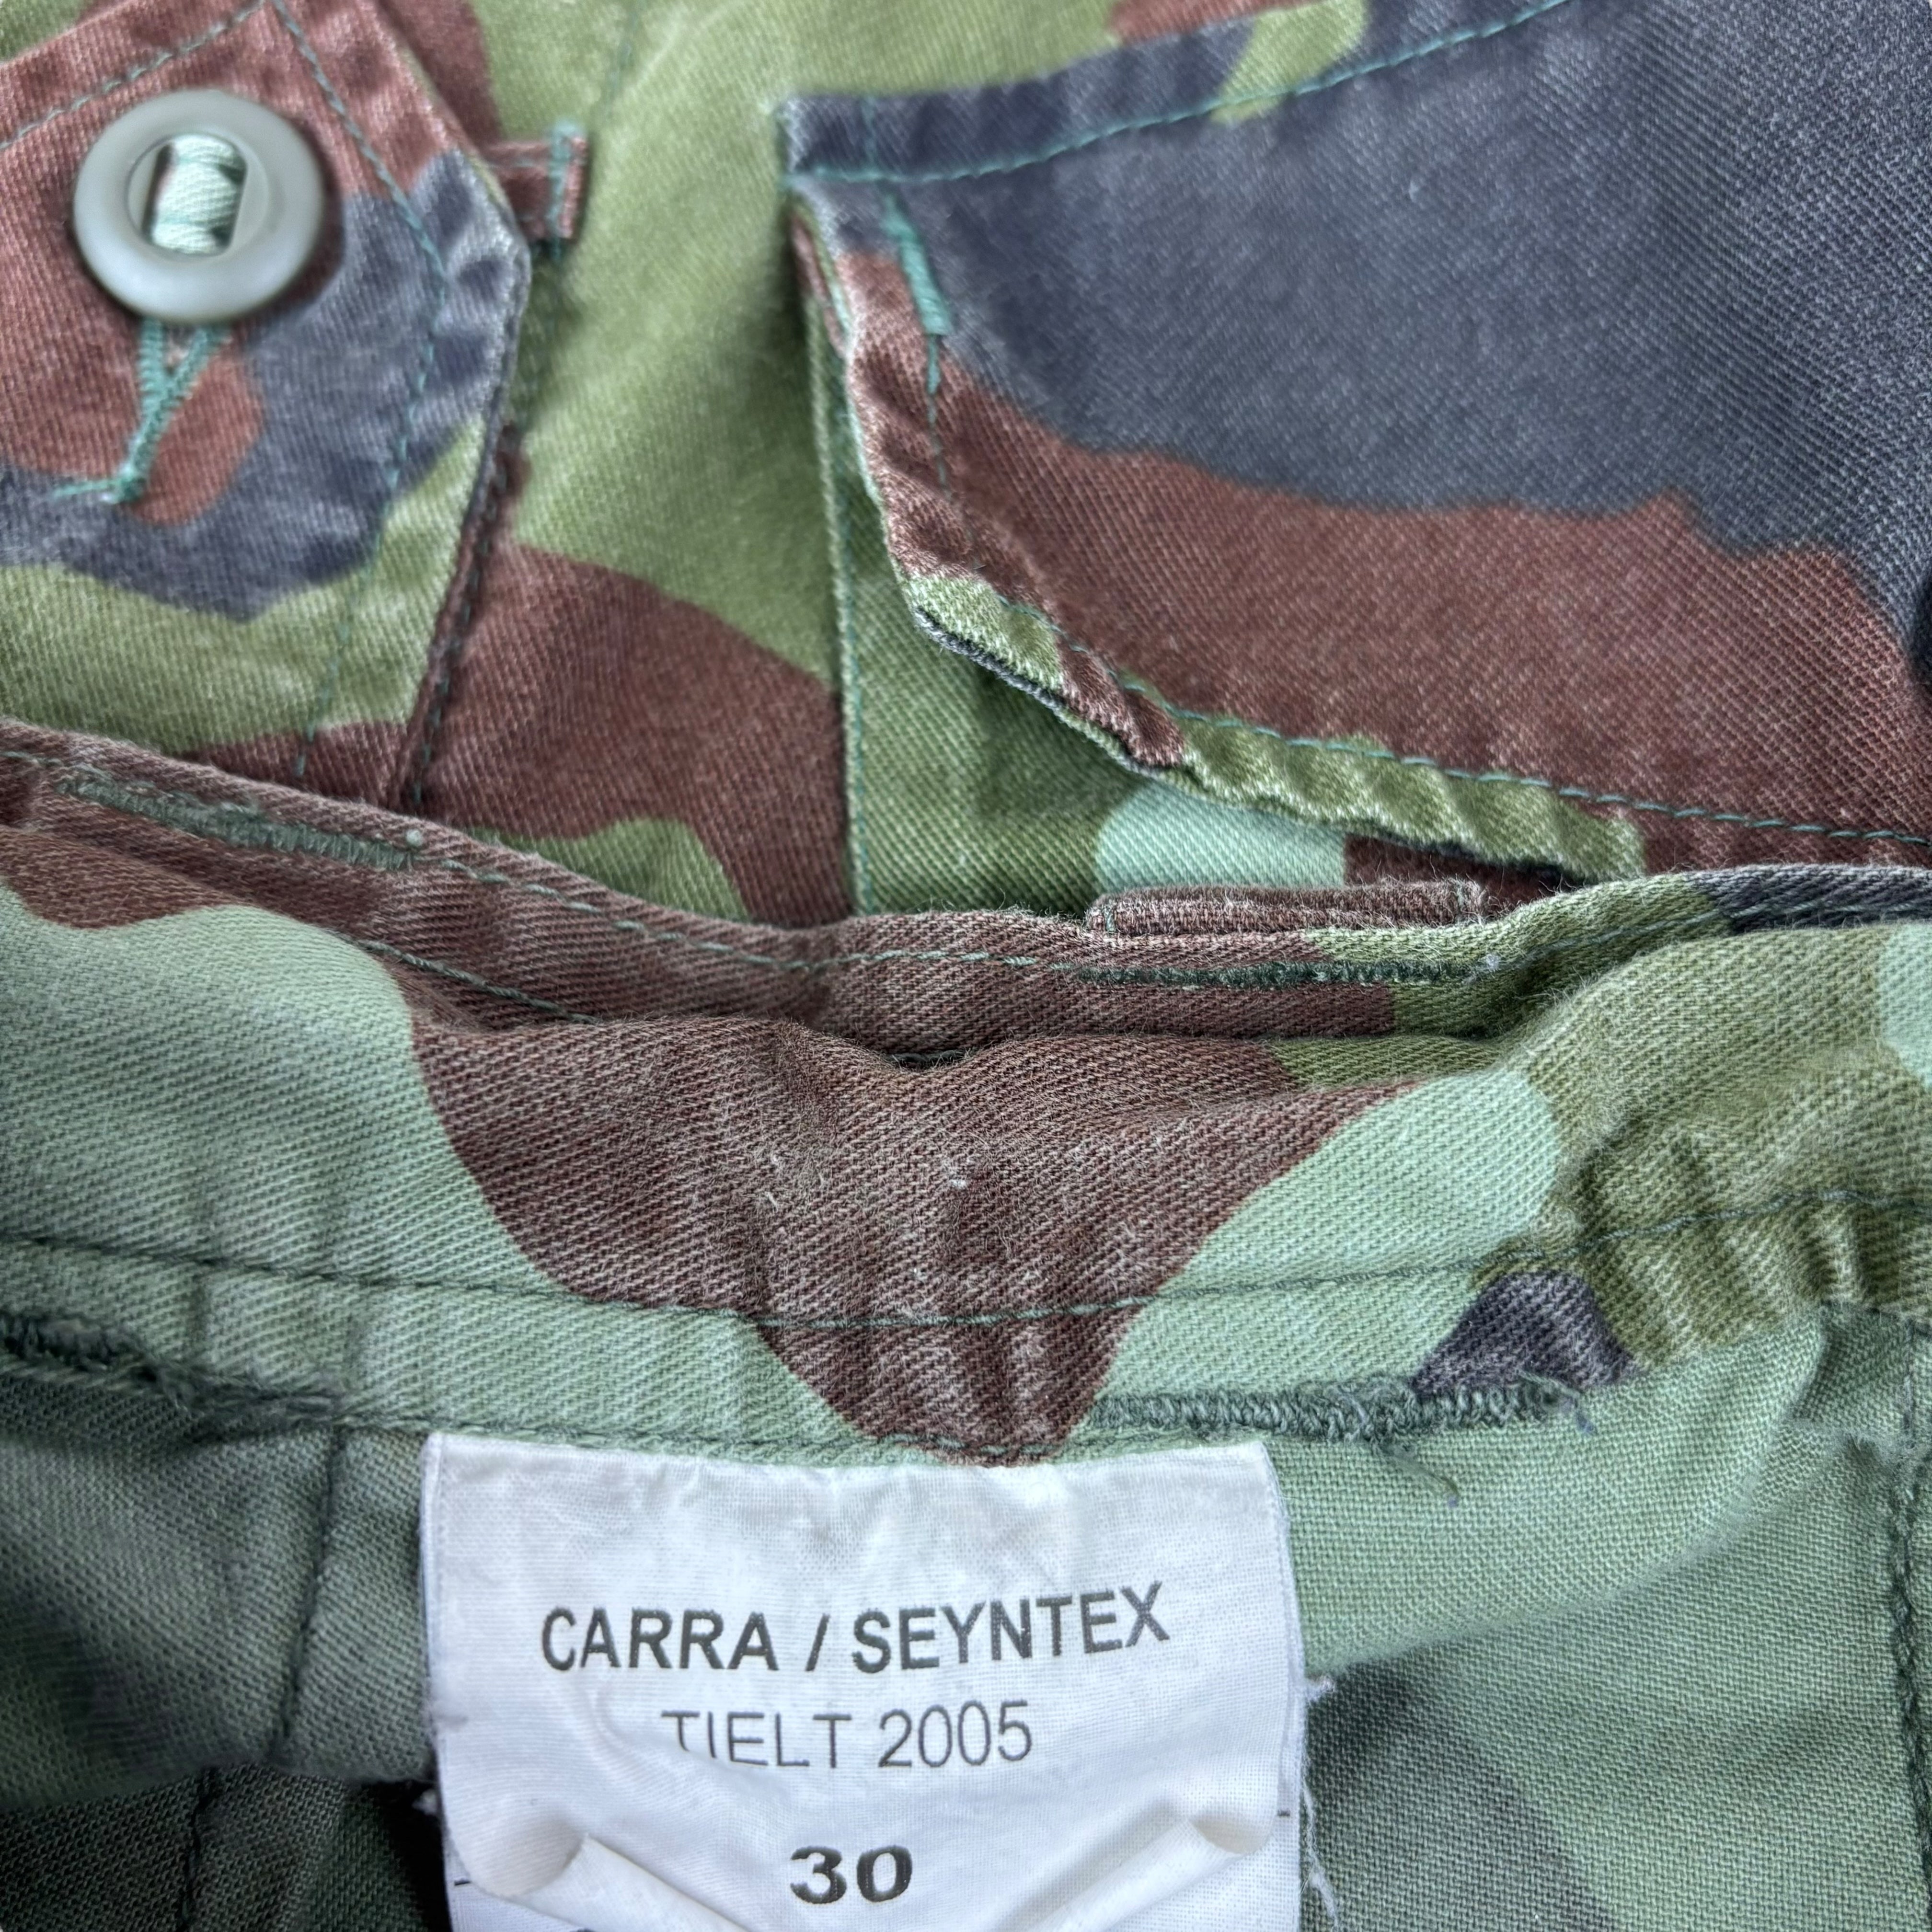 CARRA / SEYNTEX
TIELT 2005
30